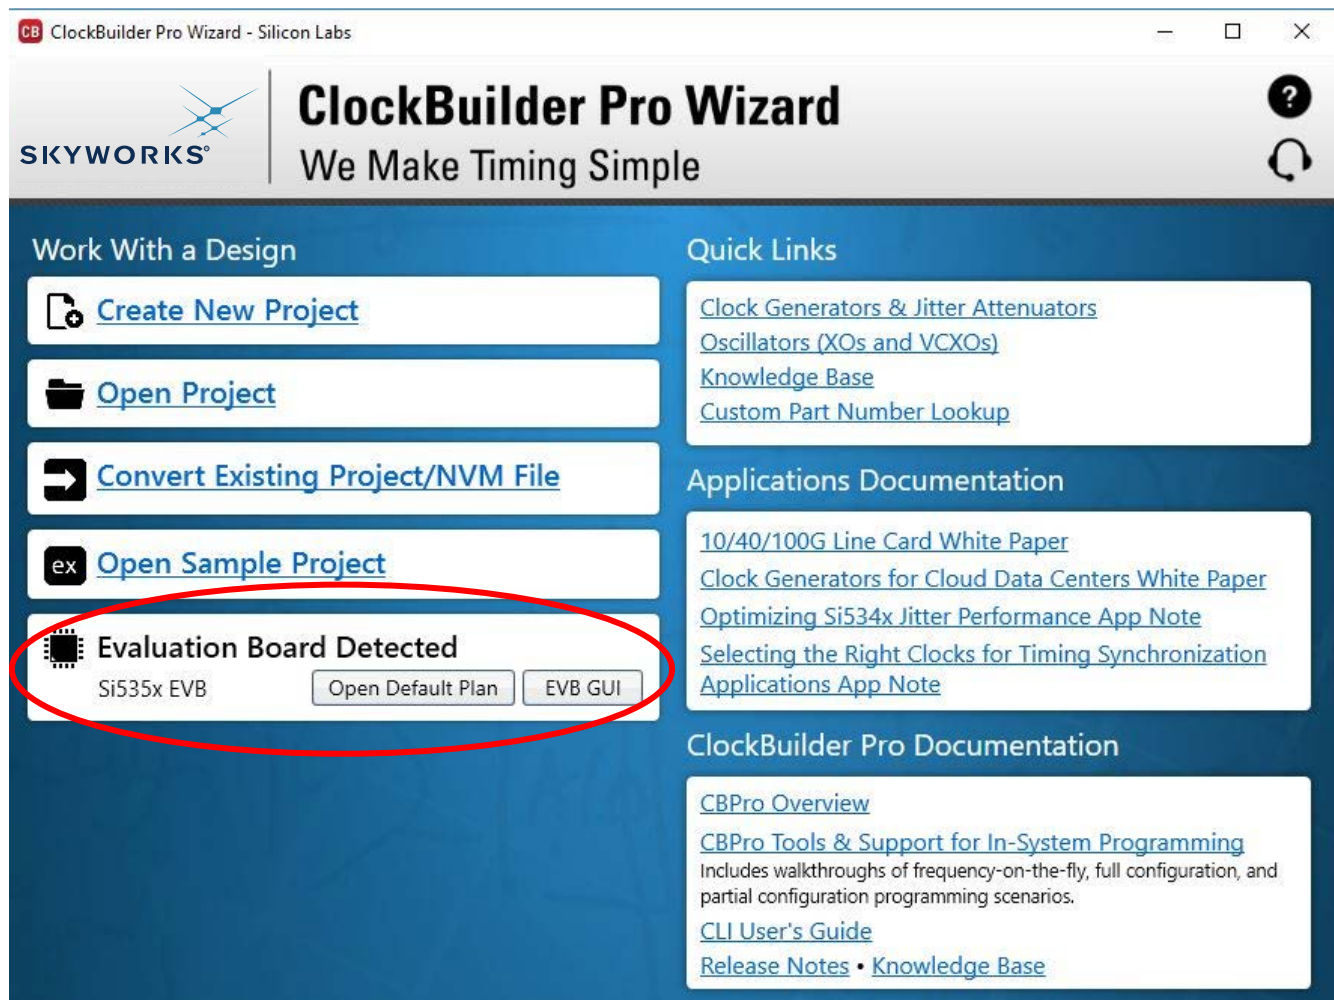 CB ClockBuilder Pro Wizard - Silicon Labs
SKYWORKS®
ClockBuilder Pro Wizard
We Make Timing Simple
?
Work With a Design
Create New Project
Open Project
Convert Existing Project/NVM File
ex Open Sample Project
Evaluation Board Detected
Si535x EVB Open Default Plan EVB GUI
Quick Links
Clock Generators & Jitter Attenuators
Oscillators (XOs and VCXOs)
Knowledge Base
Custom Part Number Lookup
Applications Documentation
10/40/100G Line Card White Paper
Clock Generators for Cloud Data Centers White Paper
Optimizing Si534x Jitter Performance App Note
Selecting the Right Clocks for Timing Synchronization
Applications App Note
ClockBuilder Pro Documentation
CBPro Overview
CBPro Tools & Support for In-System Programming
Includes walkthroughs of frequency-on-the-fly, full configuration, and
partial configuration programming scenarios.
CLI User's Guide
Release Notes • Knowledge Base